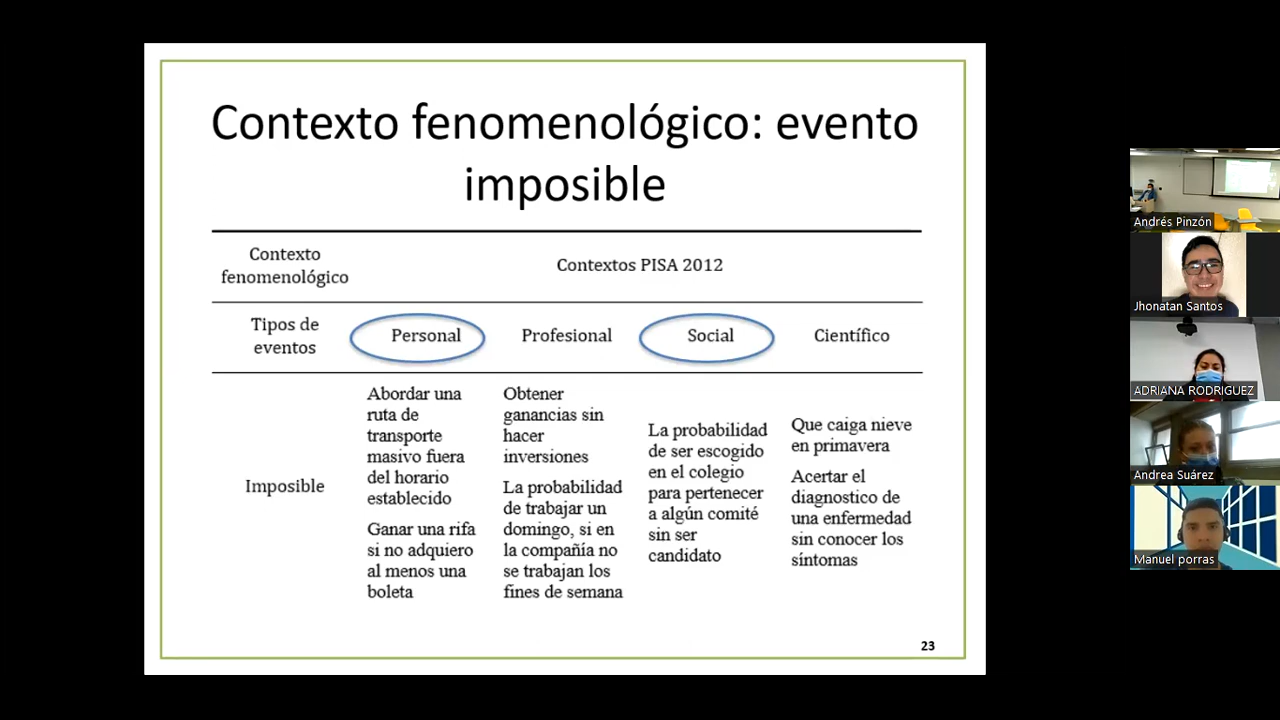 Contexto fenomenológico: evento
imposible
Contexto
fenomenológico
Contextos PISA 2012
Tipos de
eventos
Personal
Profesional
Social
Científico
Imposible
Abordar una
ruta de
transporte
masivo fuera
del horario
establecido
Ganar una rifa
si no adquiero
al menos una
boleta
Obtener
ganancias sin
hacer
inversiones
La probabilidad
de trabajar un
domingo, si en
la compañía no
se trabajan los
fines de semana
La probabilidad
de ser escogido
en el colegio
para pertenecer
a algún comité
sin ser
candidato
Que caiga nieve
en primavera
Acertar el
diagnostico de
una enfermedad
sin conocer los
síntomas
23
Andrés Pinzón
Jhonatan Santos
ADRIANA RODRIGUEZ
Andrea Suárez
Manuel porras